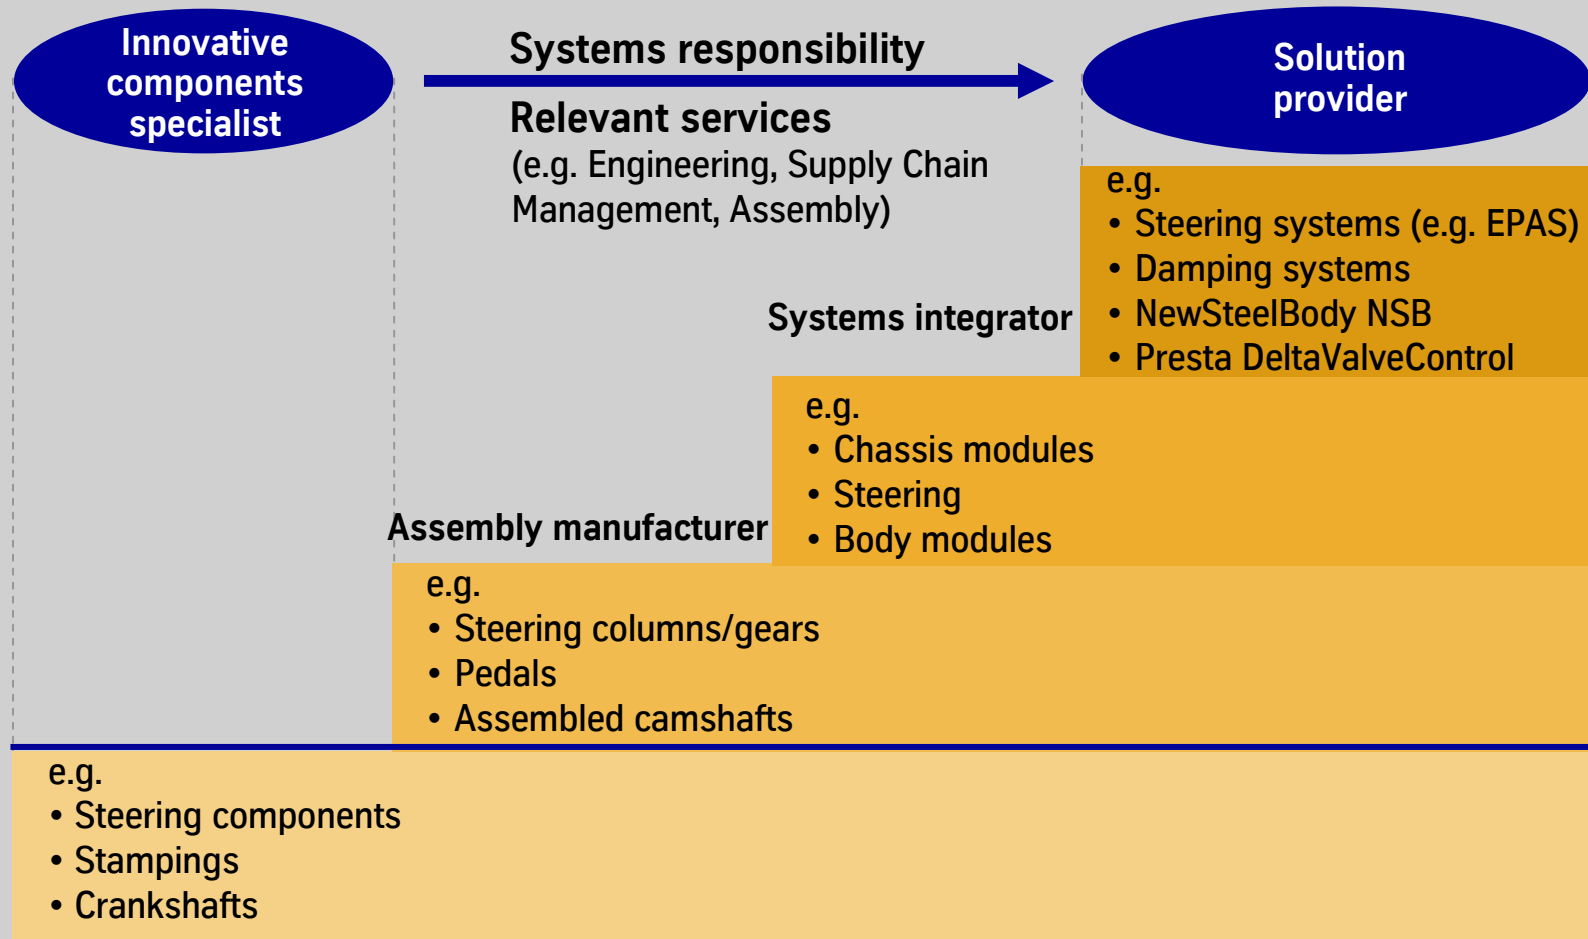 Innovative
components
specialist
Systems responsibility
Relevant services
(e.g. Engineering, Supply Chain
Management, Assembly)
Solution
provider
e.g.
• Steering systems (e.g. EPAS)
• Damping systems
• NewSteelBody NSB
• Presta DeltaValveControl
Systems integrator
e.g.
• Chassis modules
• Steering
• Body modules
Assembly manufacturer
e.g.
• Steering columns/gears
• Pedals
• Assembled camshafts
e.g.
• Steering components
• Stampings
• Crankshafts